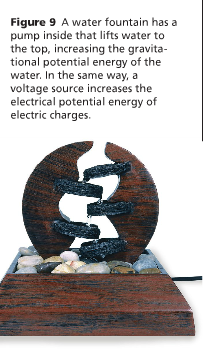 Figure 9 A water fountain has a
pump inside that lifts water to
the top, increasing the gravita-
tional potential energy of the
water. In the same way, a
voltage source increases the
electrical potential energy of
electric charges.